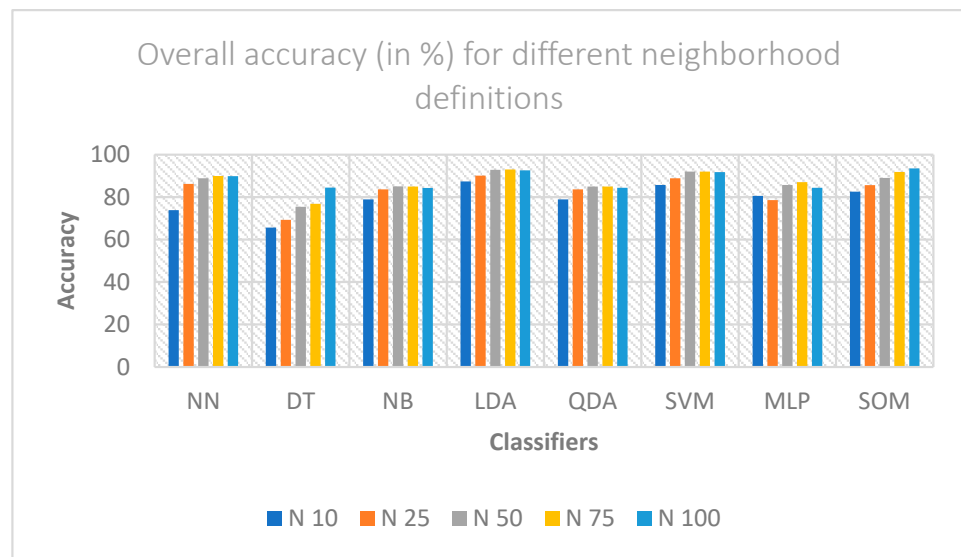 Overall accuracy (in %) for different neighborhood
definitions
100
80
60
40
20
0
Accuracy
NN DT NB LDA QDA SVM MLP SOM
Classifiers
N 10 N 25 N 50 N 75 N 100